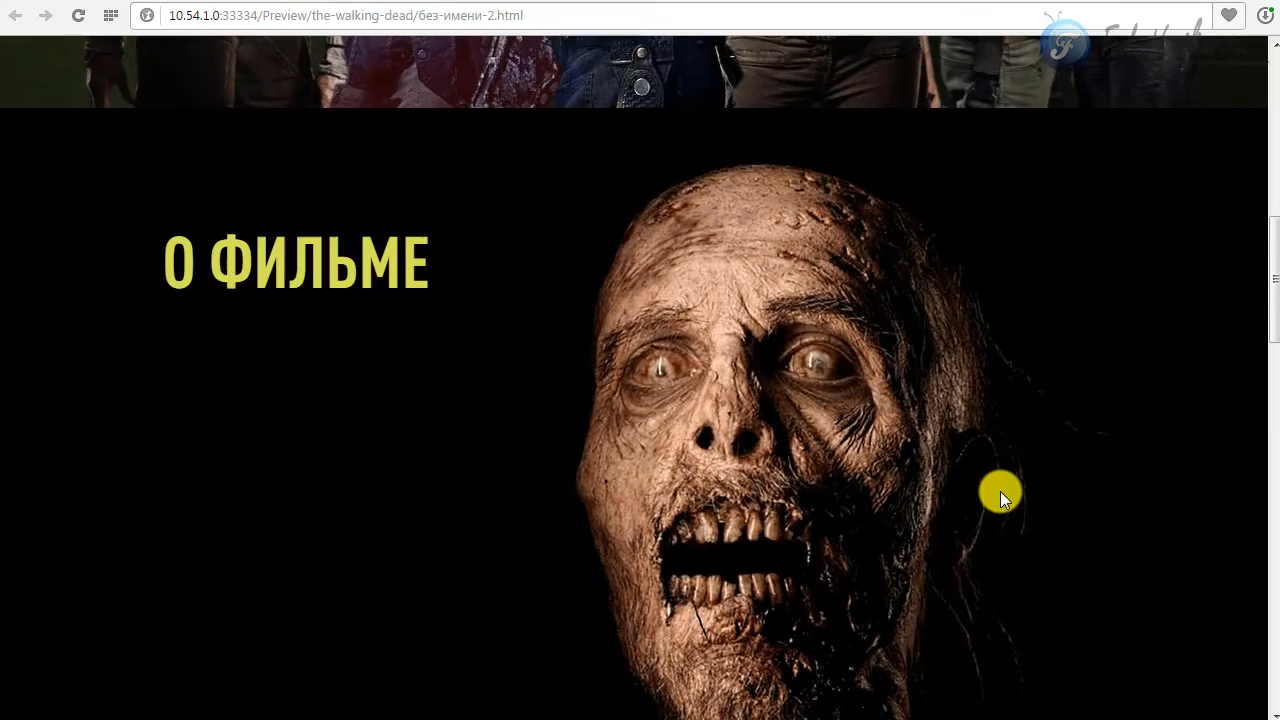 10.54.1.0:33334/Preview/the-walking-dead/без-имени-2.html
О ФИЛЬМЕ